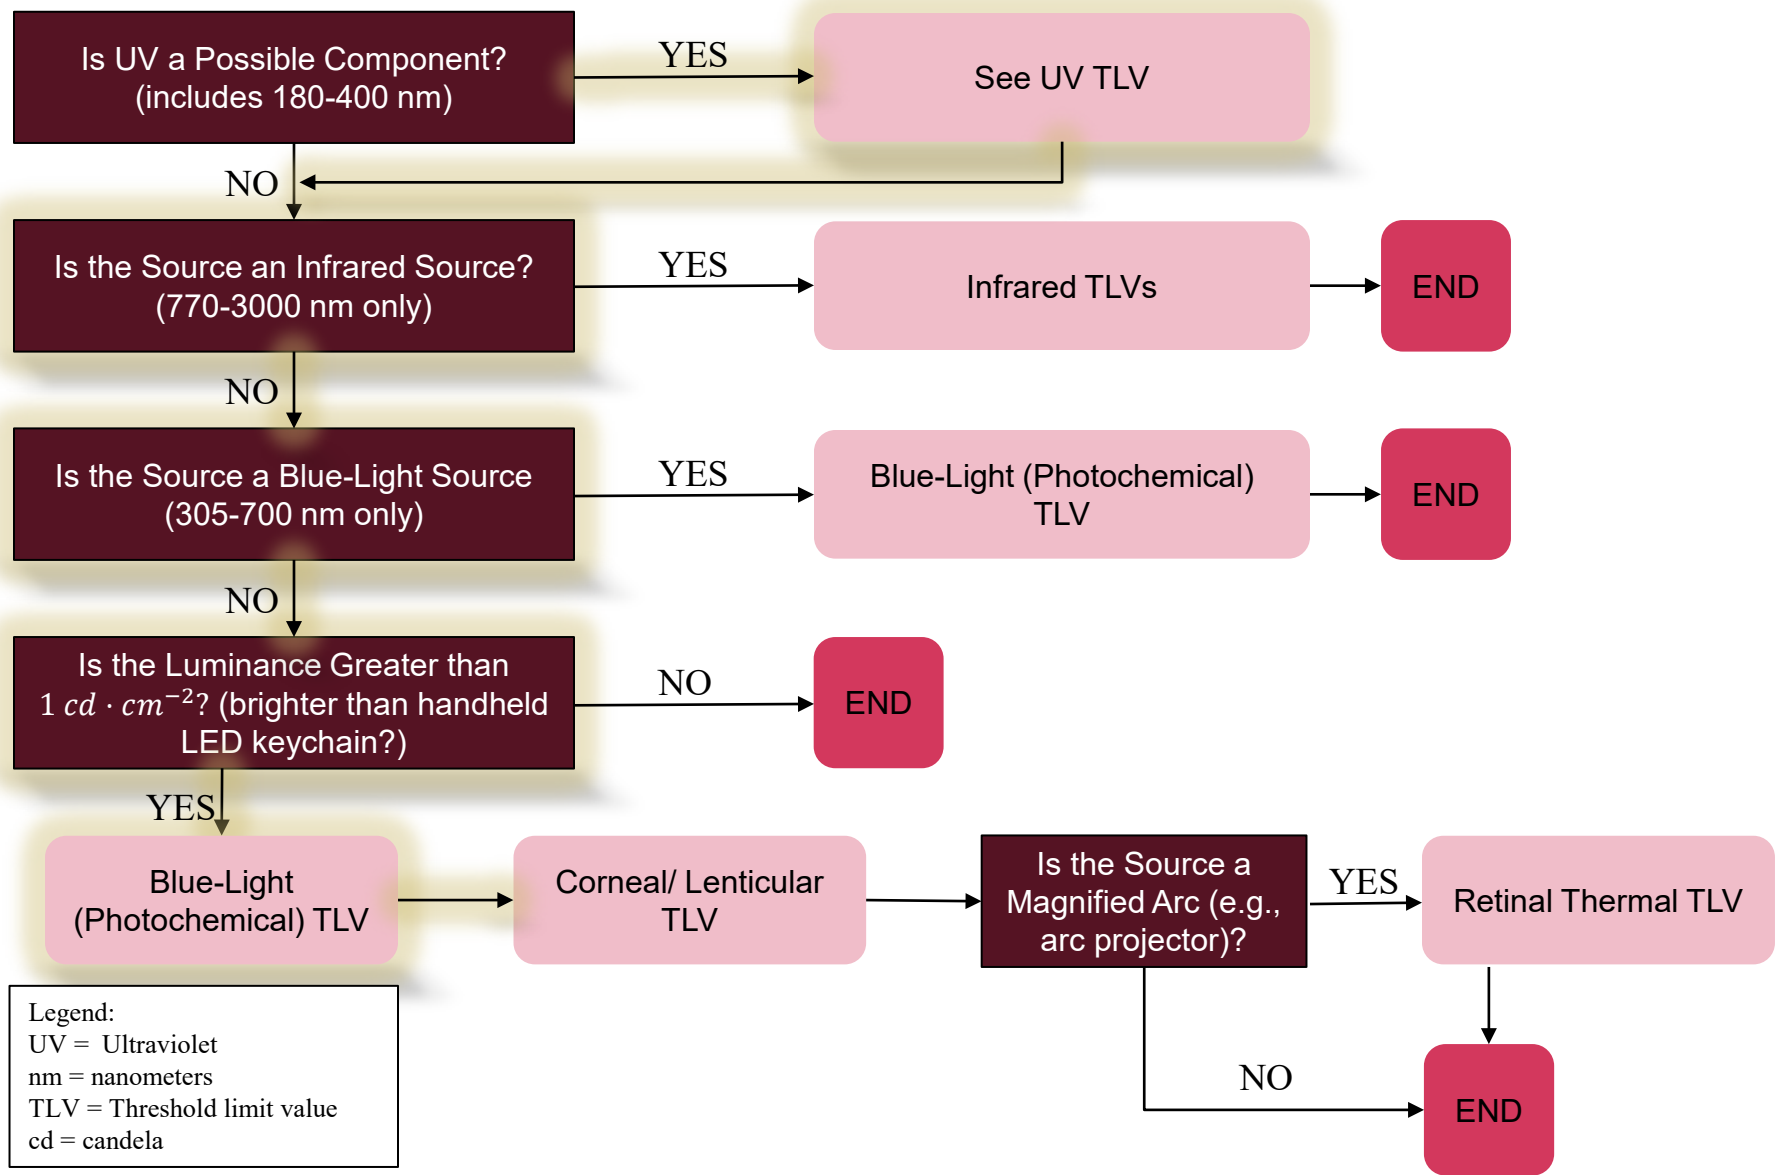 Is UV a Possible Component?
(includes 180-400 nm)
YES
See UV TLV
NO
Is the Source an Infrared Source?
(770-3000 nm only)
YES
Infrared TLVs
END
NO
Is the Source a Blue-Light Source
(305-700 nm only)
YES
Blue-Light (Photochemical)
TLV
END
NO
Is the Luminance Greater than
1 cd · cm⁻²? (brighter than handheld
LED keychain?)
NO
END
YES
Blue-Light
(Photochemical) TLV
Corneal/ Lenticular
TLV
Is the Source a
Magnified Arc (e.g.,
arc projector)?
YES
Retinal Thermal TLV
NO
END
Legend:
UV =  Ultraviolet
nm = nanometers
TLV = Threshold limit value
cd = candela